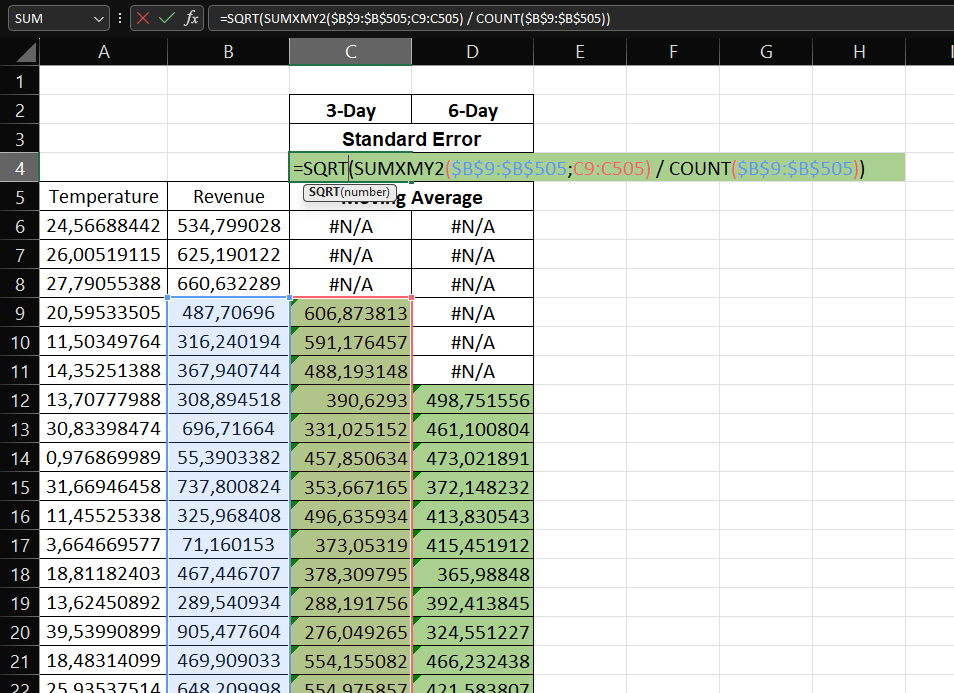 SUM fx =SQRT(SUMXMY2($B$9:$B$505;C9:C505) / COUNT($B$9:$B$505))
A B C D E F G H
1
2 3-Day 6-Day
3 Standard Error
4 =SQRT(SUMXMY2($B$9:$B$505;C9:C505) / COUNT($B$9:$B$505))
SQRT(number)
5 Temperature Revenue Moving Average
6 24,56688442 534,799028 #N/A #N/A
7 26,00519115 625,190122 #N/A #N/A
8 27,79055388 660,632289 #N/A #N/A
9 20,59533505 487,70696 606,873813 #N/A
10 11,50349764 316,240194 591,176457 #N/A
11 14,35251388 367,940744 488,193148 #N/A
12 13,70777988 308,894518 390,6293 498,751556
13 30,83398474 696,71664 331,025152 461,100804
14 0,976869989 55,3903382 457,850634 473,021891
15 31,66946458 737,800824 353,667165 372,148232
16 11,45525338 325,968408 496,635934 413,830543
17 3,664669577 71,160153 373,05319 415,451912
18 18,81182403 467,446707 378,309795 365,98848
19 13,62450892 289,540934 288,191756 392,413845
20 39,53990899 905,477604 276,049265 324,551227
21 18,48314099 469,909033 554,155082 466,232438
22 25,93537514 648,209998 554,975857 421,583807